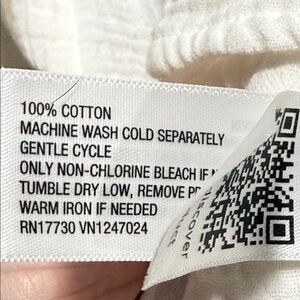 100% COTTON
MACHINE WASH COLD SEPARATELY
GENTLE CYCLE
ONLY NON-CHLORINE BLEACH IF
TUMBLE DRY LOW, REMOVE
WARM IRON IF NEEDED
RN17730 VN1247024